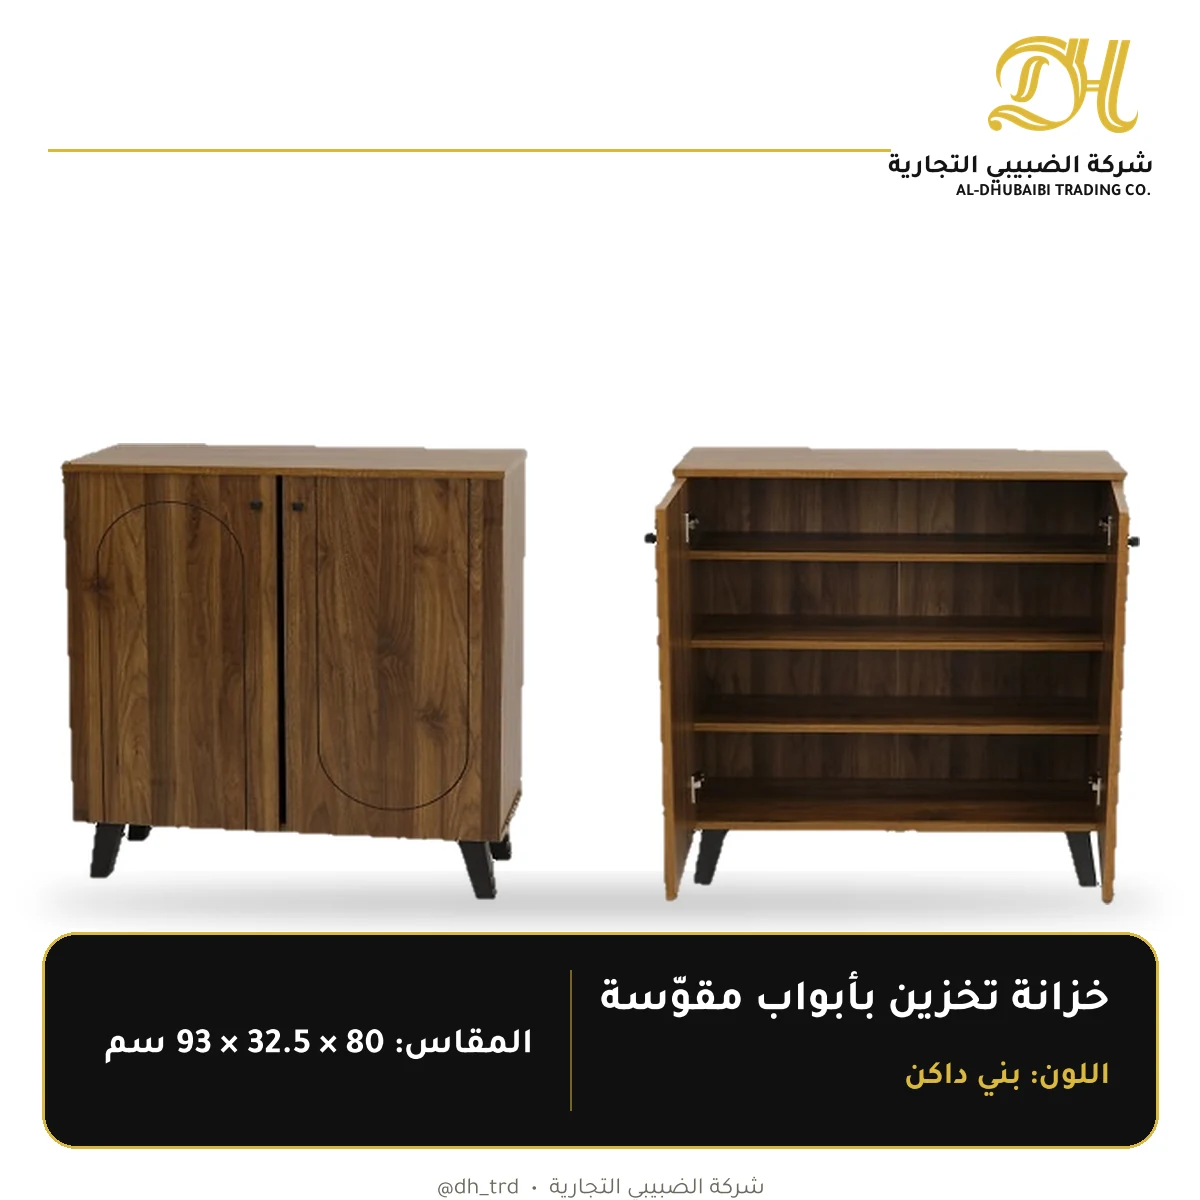 DH
شركة الضبيبي التجارية
AL-DHUBAIBI TRADING CO.
خزانة تخزين بأبواب مقوّسة
اللون: بني داكن
المقاس: 80 × 32.5 × 93 سم
شركة الضبيبي التجارية • @dh_trd